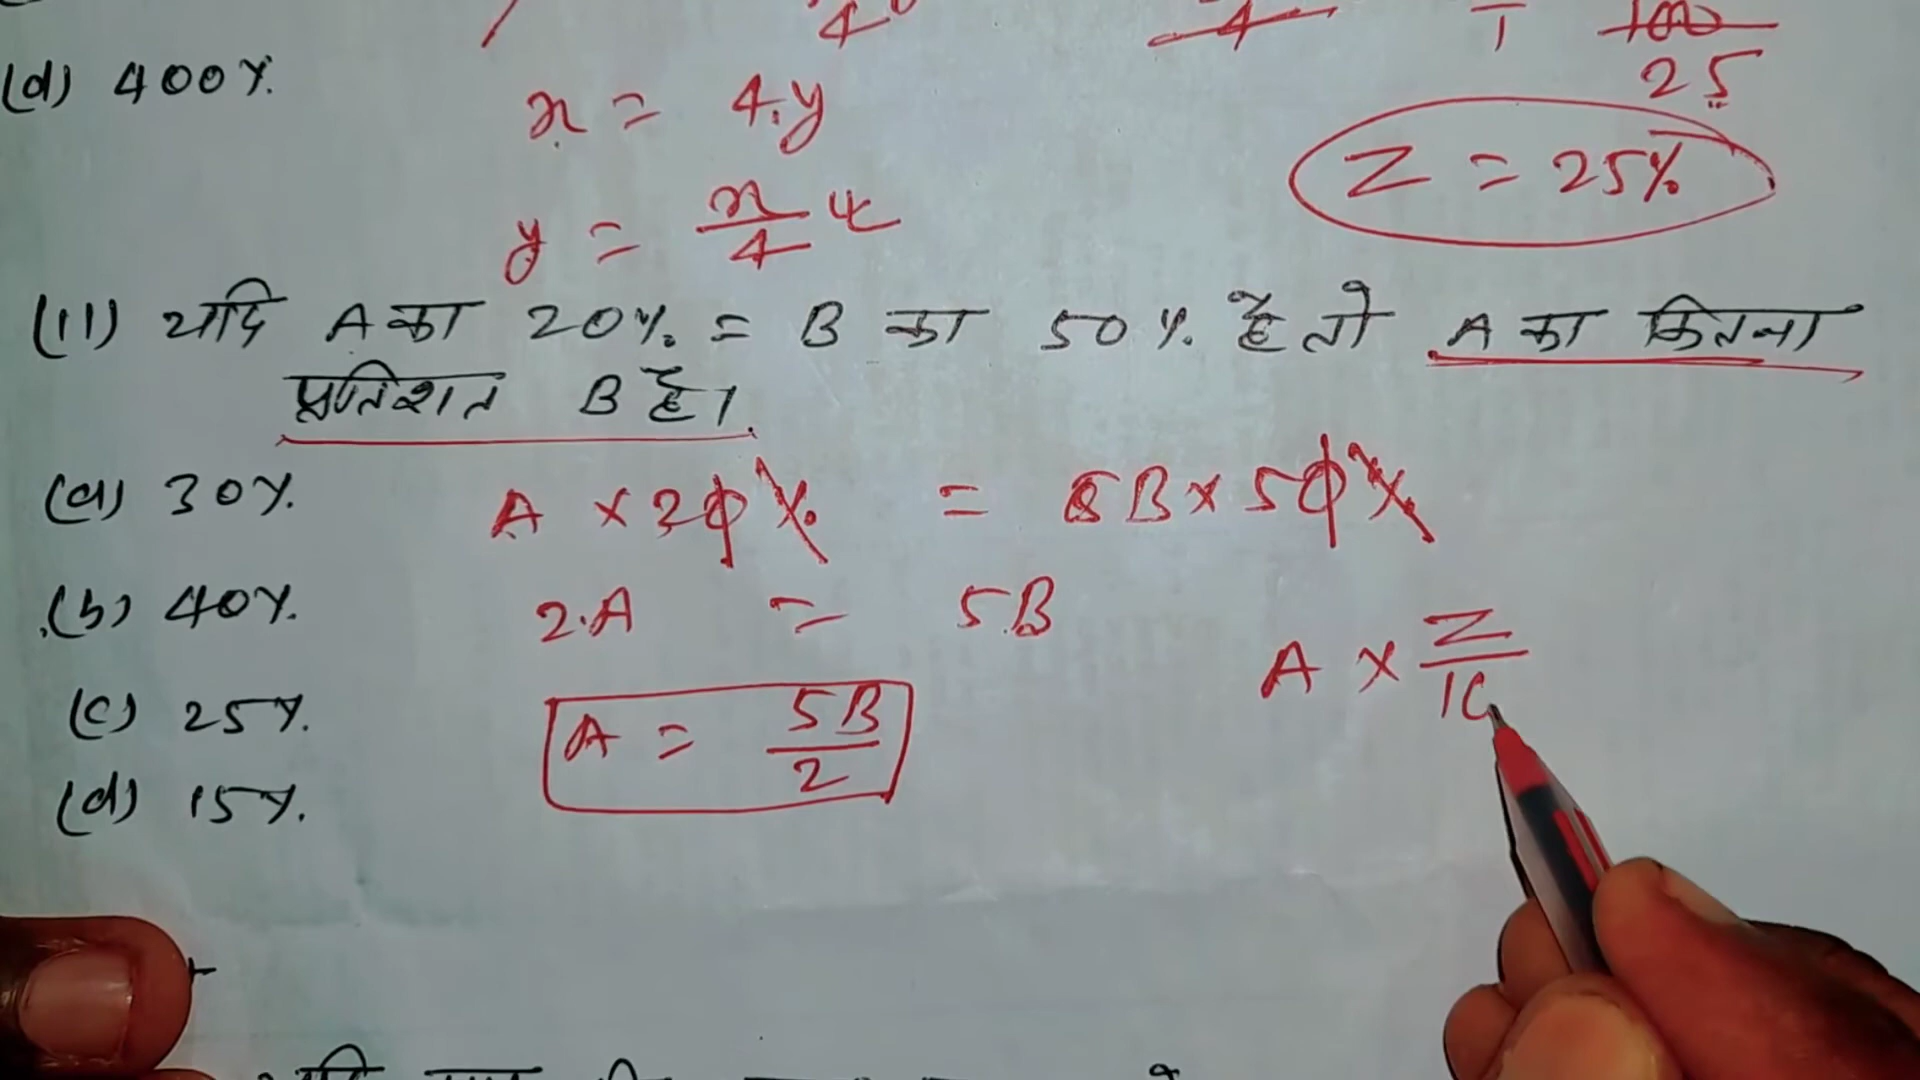 (d) 400%.
x = 4.y
25
Z = 25%
y = x/4
(11) यदि A का 20%. = B का 50%. है तो A का कितना
प्रतिशत B है।
(a) 30%.
A × 20% = B × 50%
(b) 40%.
2.A = 5.B
A × Z/10
(c) 25%.
A = 5B/2
(d) 15%.